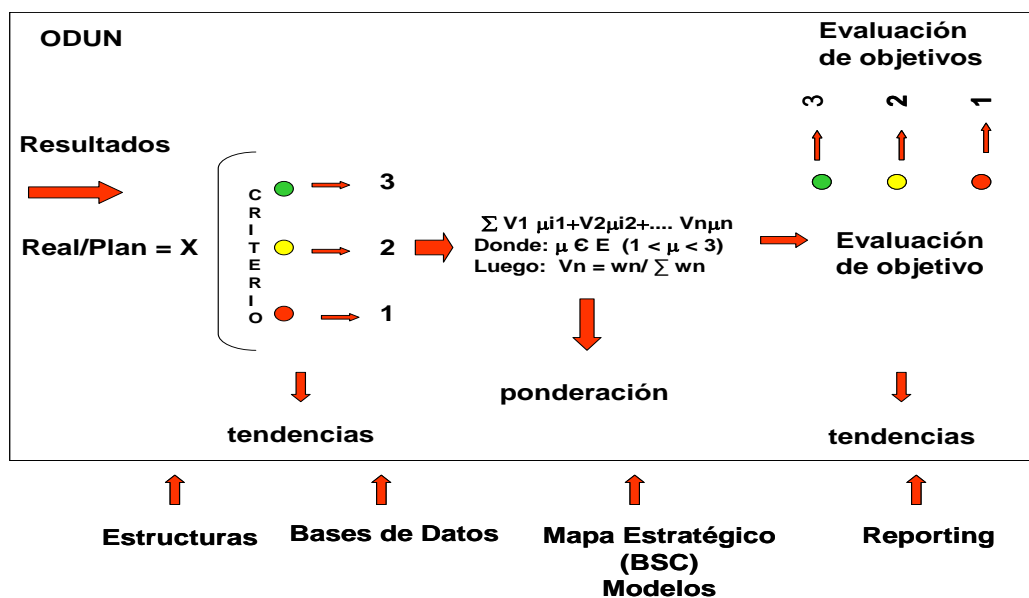 ODUN
Evaluación
de objetivos
3 2 1
Resultados
Real/Plan = X
CRITERIO
3
2
1
∑ V1 µi1+V2µi2+.... Vnµn
Donde: µ Є E (1 < µ < 3)
Luego: Vn = wn/ ∑ wn
Evaluación
de objetivo
ponderación
tendencias
tendencias
Estructuras
Bases de Datos
Mapa Estratégico
(BSC)
Modelos
Reporting